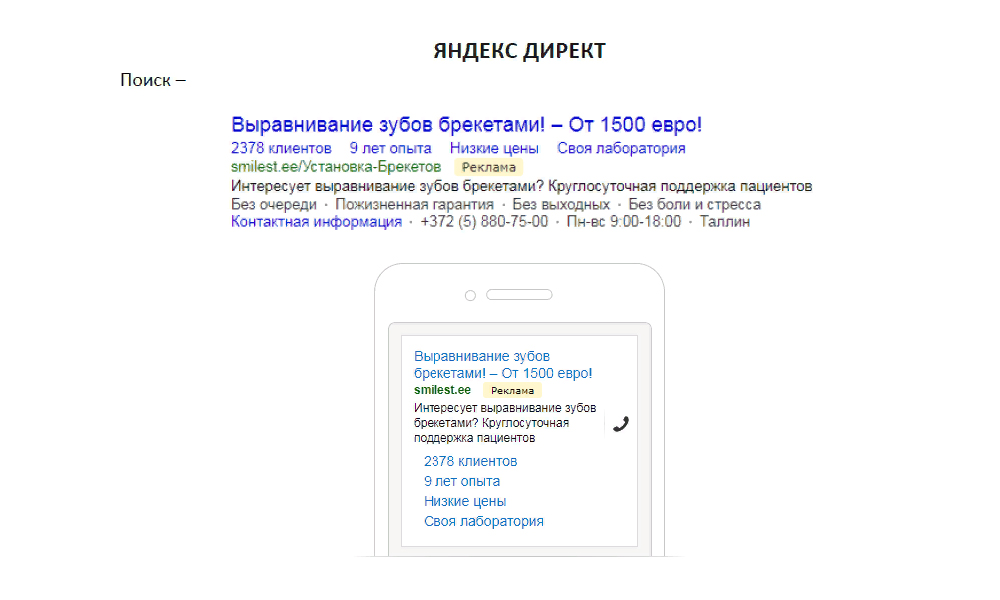 ЯНДЕКС ДИРЕКТ
Поиск –
Выравнивание зубов брекетами! – От 1500 евро!
2378 клиентов 9 лет опыта Низкие цены Своя лаборатория
smilest.ee/Установка-Брекетов Реклама
Интересует выравнивание зубов брекетами? Круглосуточная поддержка пациентов
Без очереди · Пожизненная гарантия · Без выходных · Без боли и стресса
Контактная информация · +372 (5) 880-75-00 · Пн-вс 9:00-18:00 · Таллин
Выравнивание зубов
брекетами! – От 1500 евро!
smilest.ee Реклама
Интересует выравнивание зубов
брекетами? Круглосуточная
поддержка пациентов
2378 клиентов
9 лет опыта
Низкие цены
Своя лаборатория